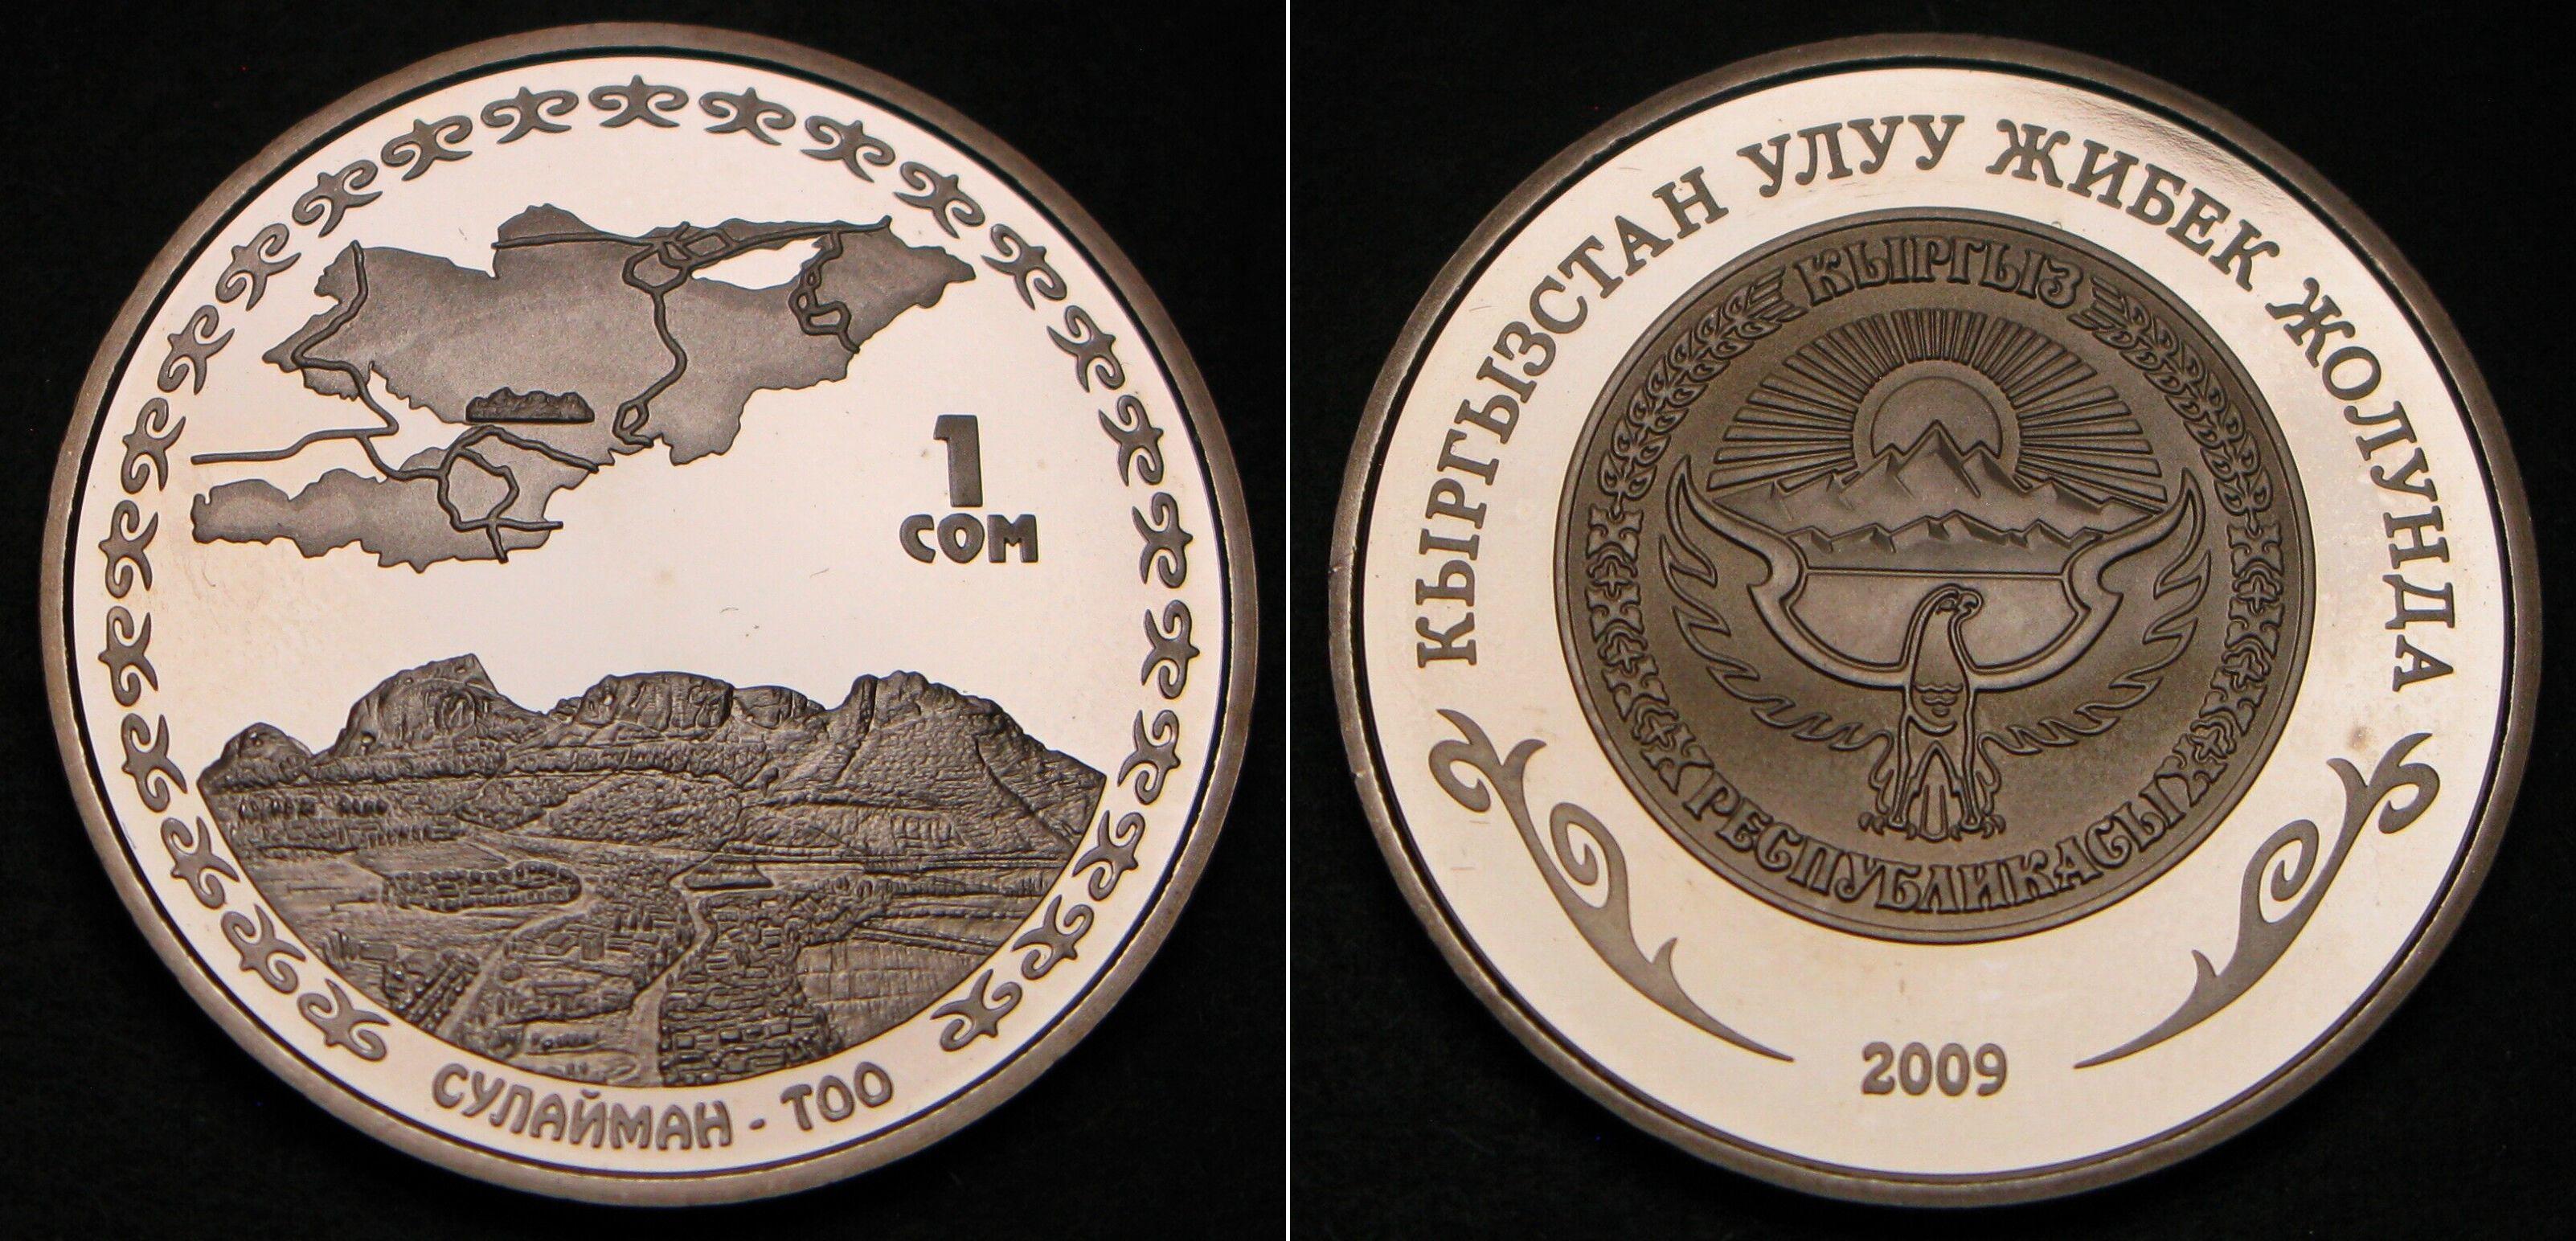 1
СОМ
СУЛАЙМАН - ТОО
КЫРГЫЗСТАН УЛУУ ЖИБЕК ЖОЛУНДА
КЫРГЫЗ
РЕСПУБЛИКАСЫ
2009